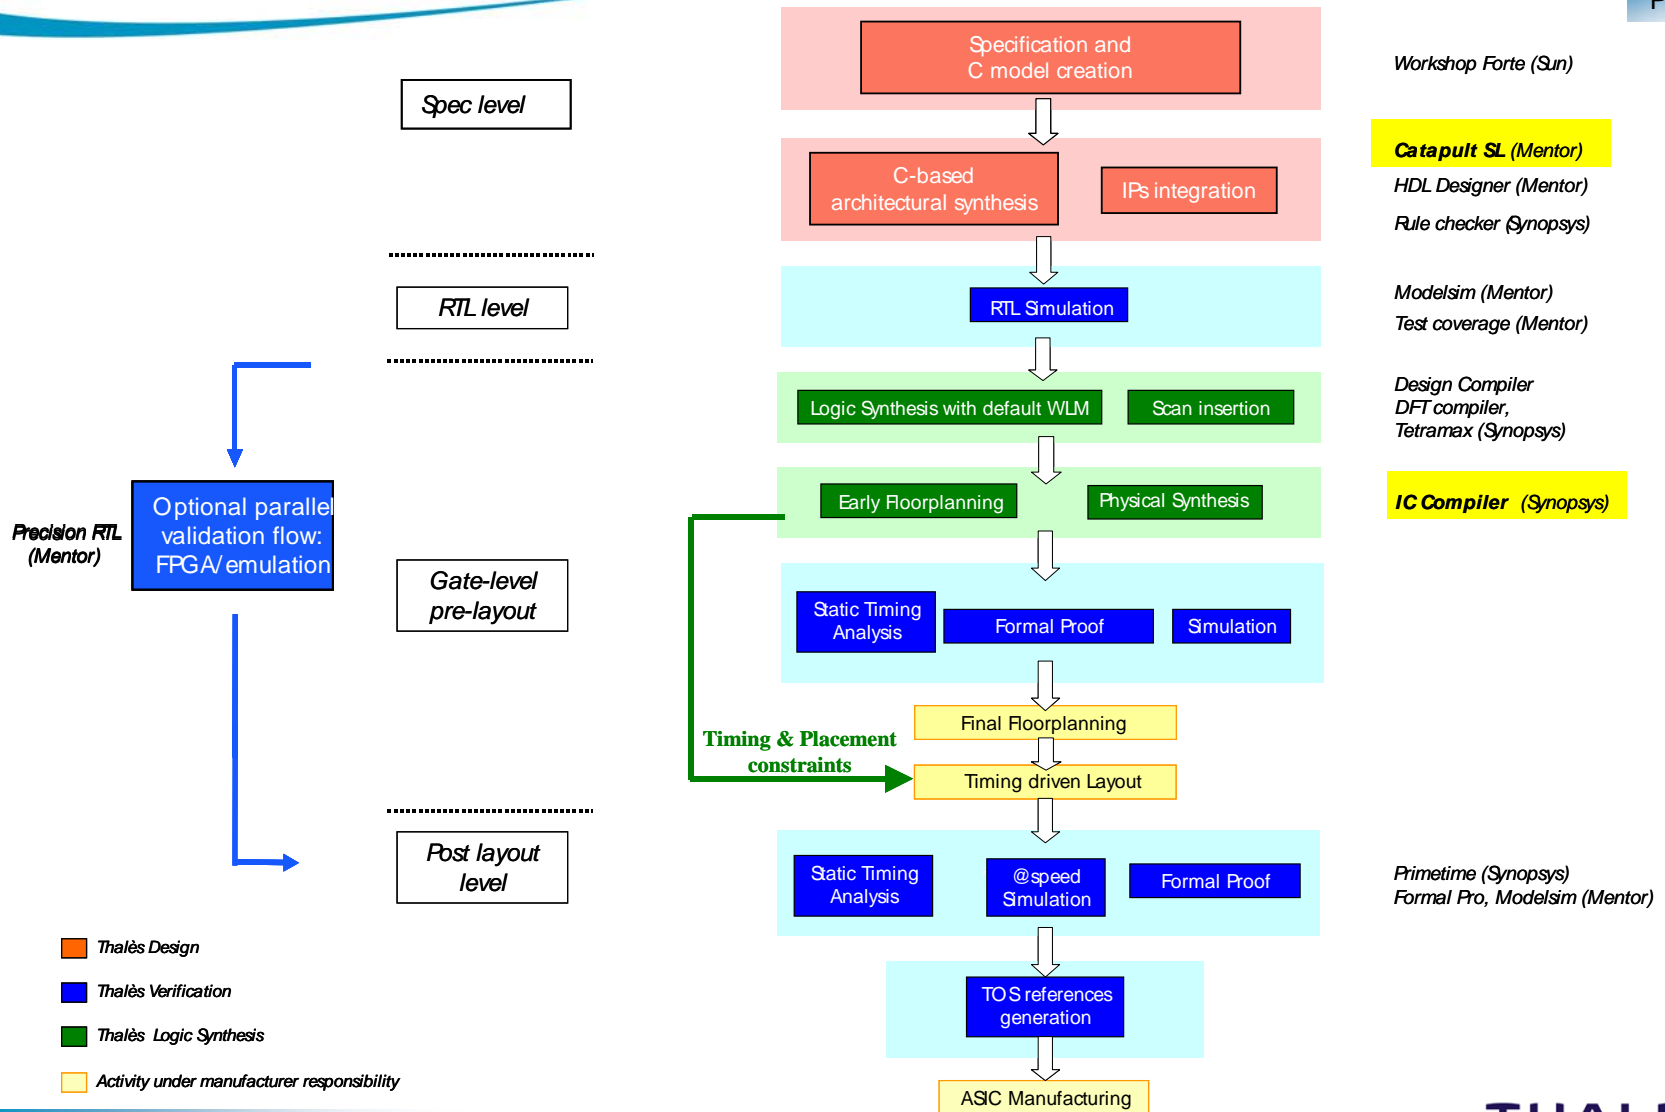 P
Specification and
C model creation
Workshop Forte (Sun)
Spec level
Catapult SL (Mentor)
C-based
architectural synthesis
IPs integration
HDL Designer (Mentor)
Rule checker (Synopsys)
RTL level
RTL Simulation
Modelsim (Mentor)
Test coverage (Mentor)
Logic Synthesis with default WLM
Scan insertion
Design Compiler
DFT compiler,
Tetramax (Synopsys)
Early Floorplanning
Physical Synthesis
IC Compiler (Synopsys)
Precision RTL
(Mentor)
Optional parallel
validation flow:
FPGA/emulation
Gate-level
pre-layout
Static Timing
Analysis
Formal Proof
Simulation
Final Floorplanning
Timing & Placement
constraints
Timing driven Layout
Post layout
level
Static Timing
Analysis
@speed
Simulation
Formal Proof
Primetime (Synopsys)
Formal Pro, Modelsim (Mentor)
Thalès Design
Thalès Verification
Thalès Logic Synthesis
Activity under manufacturer responsibility
TOS references
generation
ASIC Manufacturing